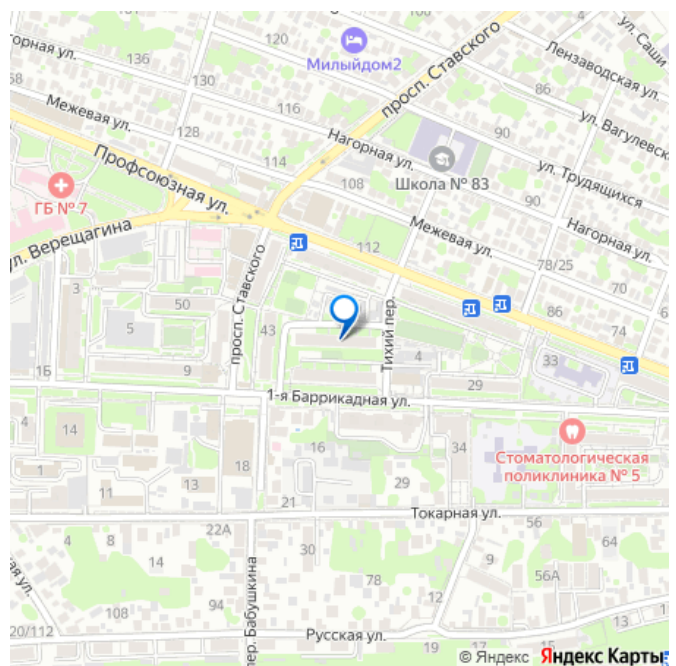 ул. Саши
Горная ул.
120
Милыйдом2
Лензаводская ул.
просп. Ставского
136
130
86
158
116
ул. Вагулевск
Межевая ул.
128
Нагорная ул.
90
ул. Трудящихся
Профсоюзная ул.
114
Школа № 83
108
90
ГБ № 7
Межевая ул.
Нагорная ул.
ул. Верещагина
112
просп. Ставского
78/25
3
70
50
Тихий пер.
86
74
5
43
4
33
9
1Б
29
1-я Баррикадная ул.
14
16
34
Стоматологическая
поликлиника № 5
1
18
11
13
29
21
Токарная ул.
22А
56
4
8
30
9
64
14
78
56А
94
108
пер. Бабушкина
20/112
Русская ул.
19
17
© Яндекс Яндекс Карты